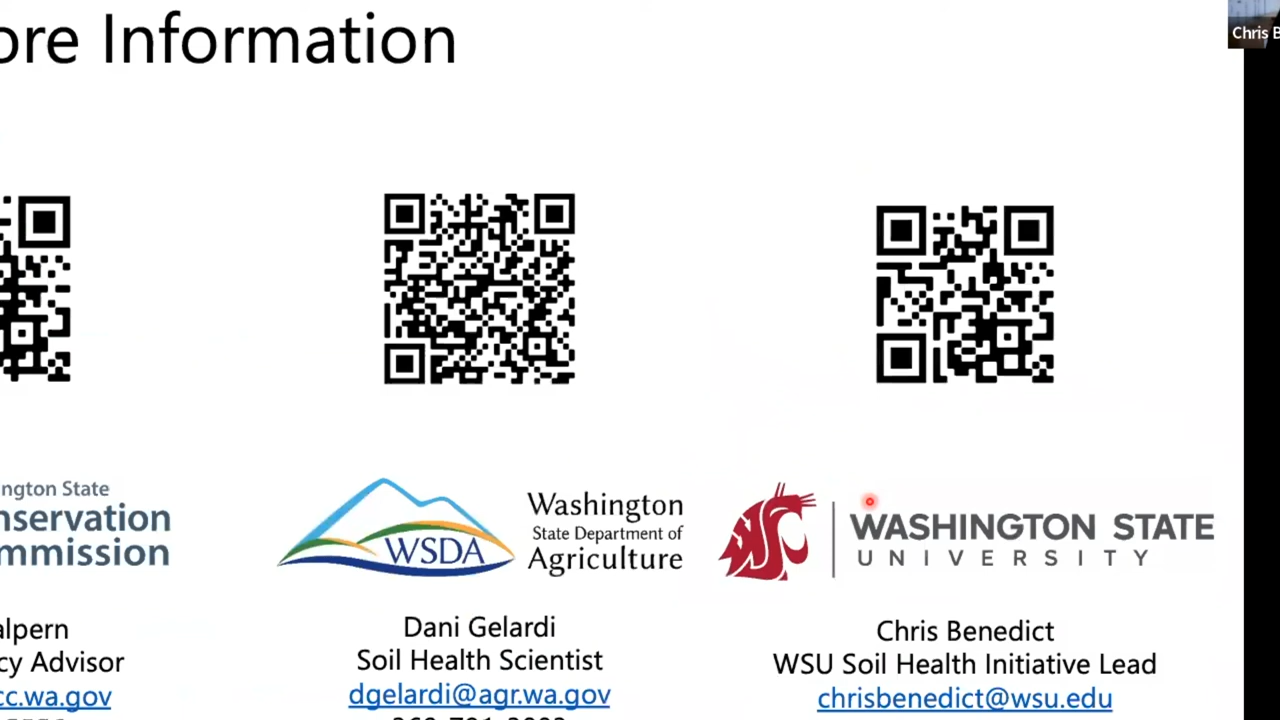 ore Information
Chris B
ngton State
nservation
mmission
WSDA
Washington
State Department of
Agriculture
WASHINGTON STATE
UNIVERSITY
alpern
cy Advisor
cc.wa.gov
Dani Gelardi
Soil Health Scientist
dgelardi@agr.wa.gov
Chris Benedict
WSU Soil Health Initiative Lead
chrisbenedict@wsu.edu